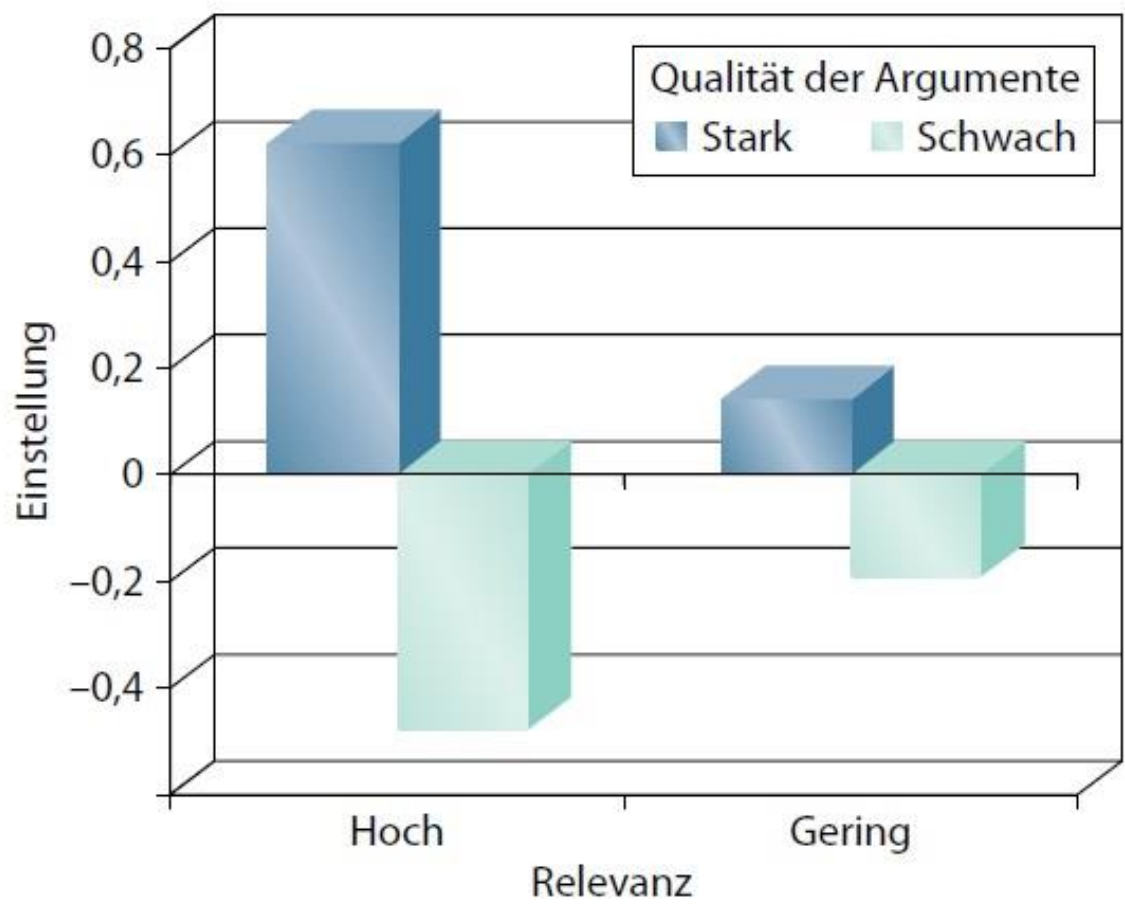 Qualität der Argumente
Stark Schwach
0,8
0,6
0,4
0,2
0
–0,2
–0,4
Einstellung
Hoch Gering
Relevanz